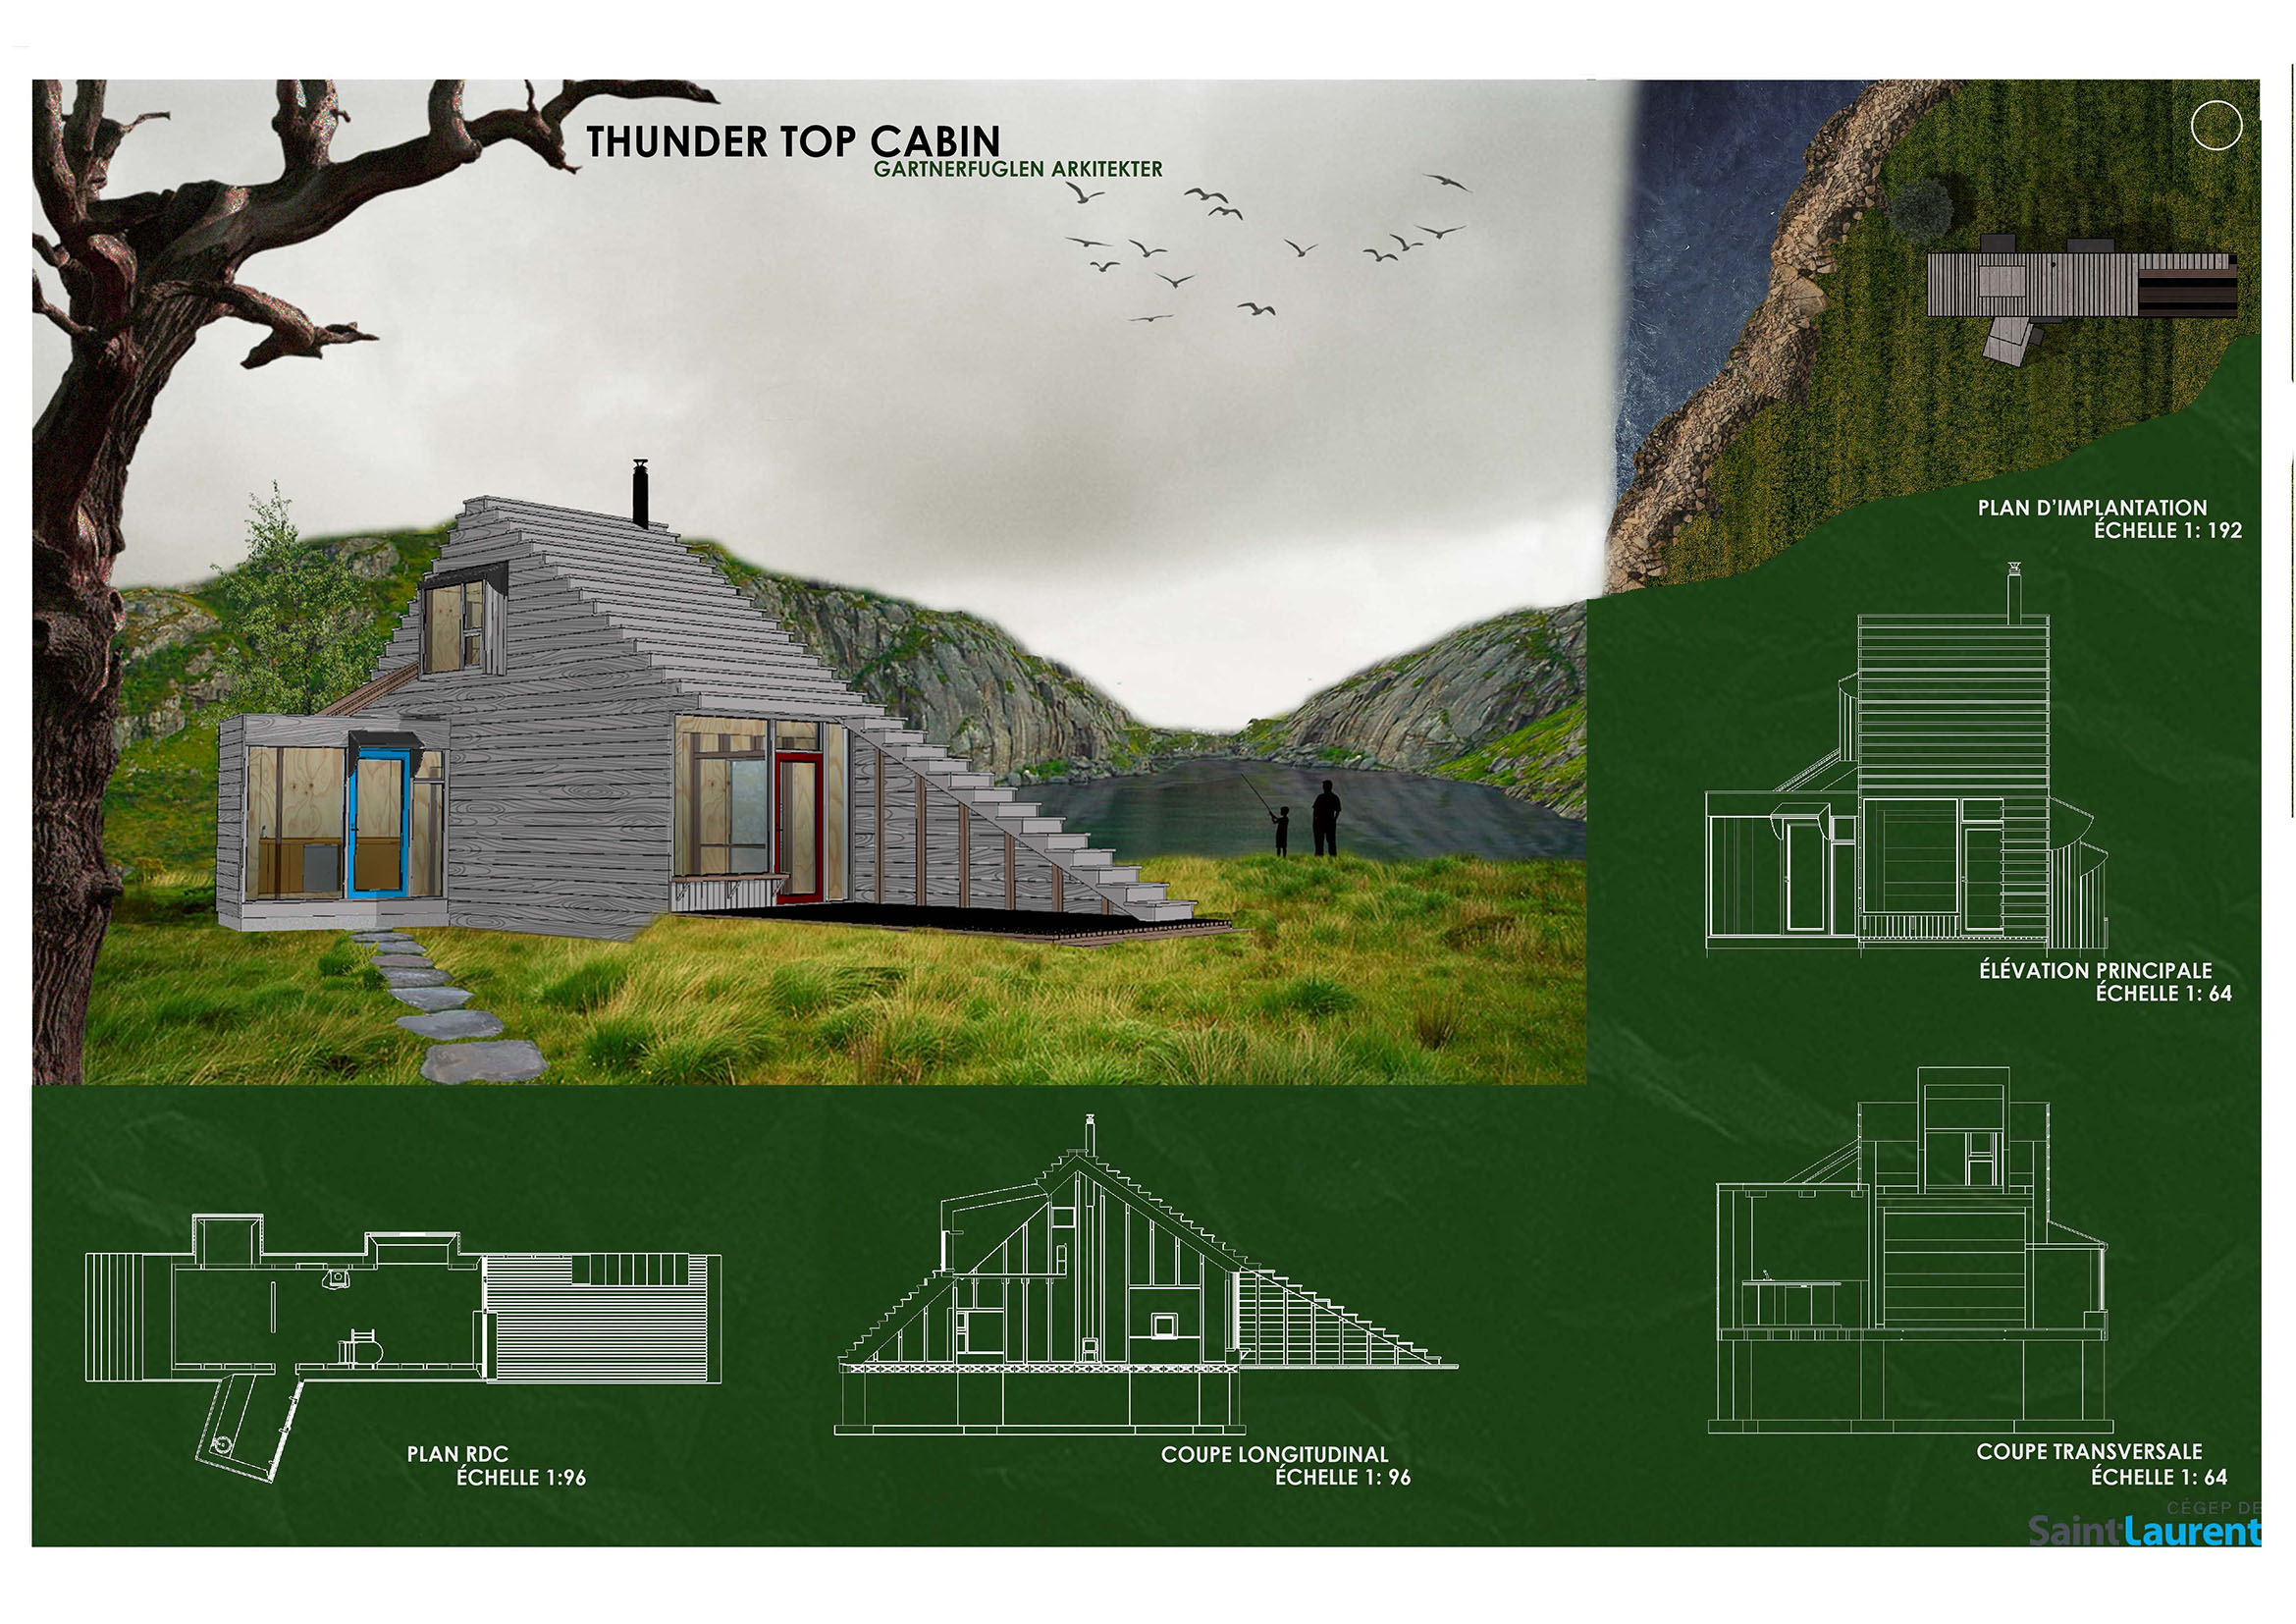 THUNDER TOP CABIN
GARTNERFUGLEN ARKITEKTER
PLAN D'IMPLANTATION
ÉCHELLE 1: 192
ÉLÉVATION PRINCIPALE
ÉCHELLE 1: 64
PLAN RDC
ÉCHELLE 1:96
COUPE LONGITUDINAL
ÉCHELLE 1: 96
COUPE TRANSVERSALE
ÉCHELLE 1: 64
CÉGEP DE
Saint-Laurent